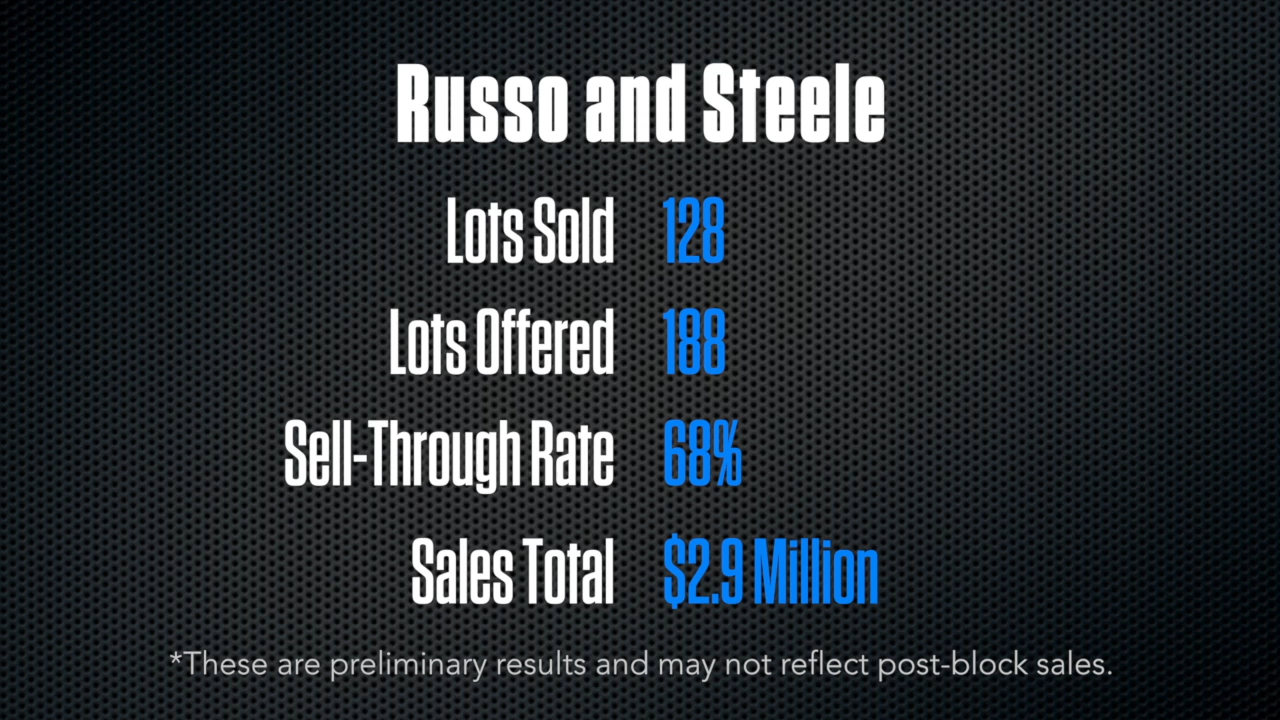 Russo and Steele
Lots Sold 128
Lots Offered 188
Sell-Through Rate 68%
Sales Total $2.9 Million
*These are preliminary results and may not reflect post-block sales.